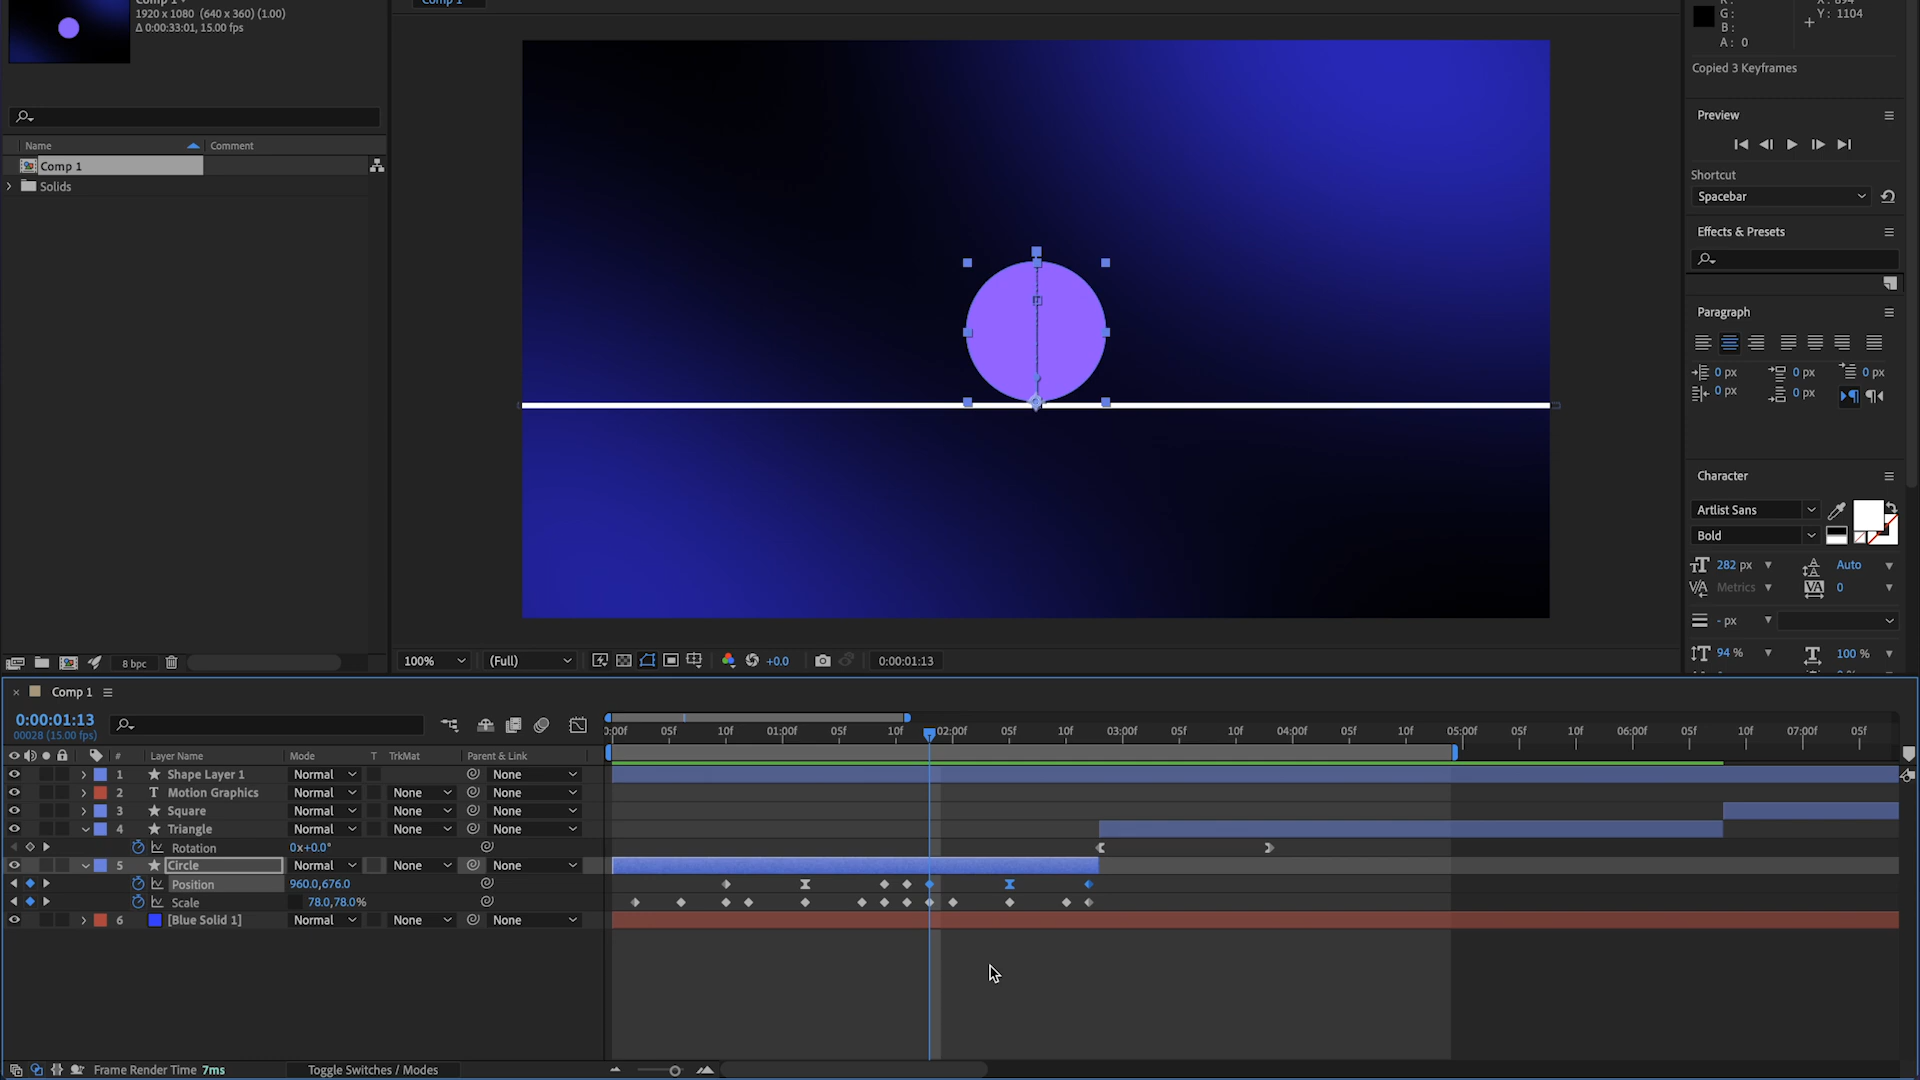 Comp 1
1920 x 1080 (640 x 360) (1.00)
Δ 0:00:33:01, 15.00 fps
Name
Comment
Comp 1
Solids
8 bpc
Comp 1
100%
(Full)
+0.0
0:00:01:13
G:
B:
A: 0
Y: 1104
Copied 3 Keyframes
Preview
Shortcut
Spacebar
Effects & Presets
Paragraph
0 px
0 px
0 px
0 px
0 px
Character
Artlist Sans
Bold
282 px
Auto
Metrics
0
- px
94 %
100 %
Comp 1
0:00:01:13
00028 (15.00 fps)
0:00f 05f 10f 01:00f 05f 10f 02:00f 05f 10f 03:00f 05f 10f 04:00f 05f 10f 05:00f 05f 10f 06:00f 05f 10f 07:00f 05f
# Layer Name Mode T TrkMat Parent & Link
1 Shape Layer 1 Normal None
2 Motion Graphics Normal None None
3 Square Normal None None
4 Triangle Normal None None
Rotation 0x+0.0°
5 Circle Normal None None
Position 960.0,676.0
Scale 78.0,78.0%
6 [Blue Solid 1] Normal None None
Frame Render Time 7ms
Toggle Switches / Modes